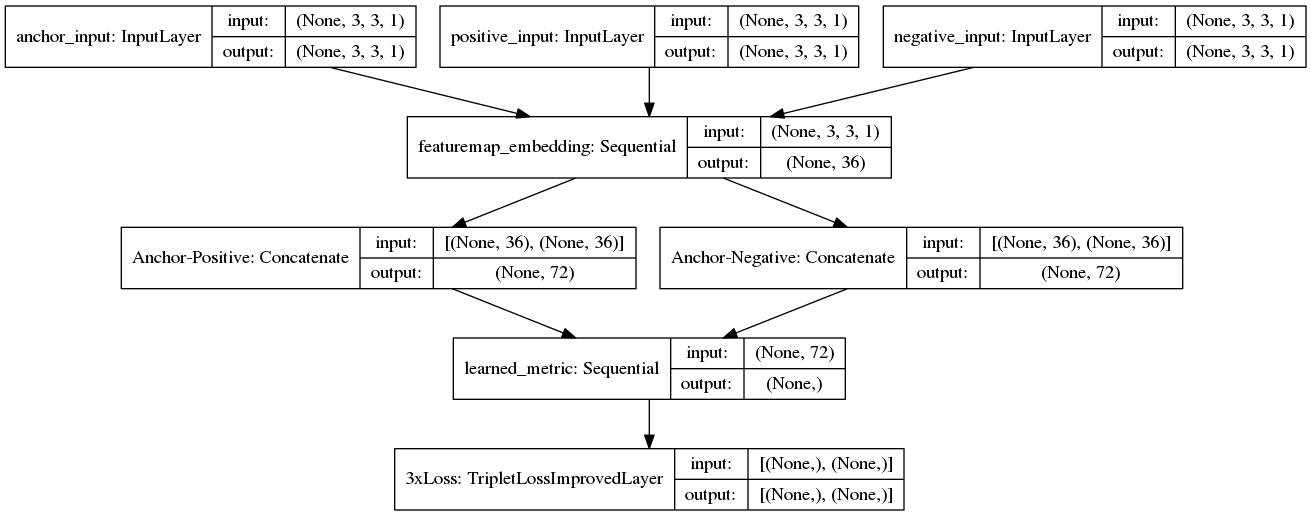 anchor_input: InputLayer
input:
(None, 3, 3, 1)
output:
(None, 3, 3, 1)
positive_input: InputLayer
input:
(None, 3, 3, 1)
output:
(None, 3, 3, 1)
negative_input: InputLayer
input:
(None, 3, 3, 1)
output:
(None, 3, 3, 1)
featuremap_embedding: Sequential
input:
(None, 3, 3, 1)
output:
(None, 36)
Anchor-Positive: Concatenate
input:
[(None, 36), (None, 36)]
output:
(None, 72)
Anchor-Negative: Concatenate
input:
[(None, 36), (None, 36)]
output:
(None, 72)
learned_metric: Sequential
input:
(None, 72)
output:
(None,)
3xLoss: TripletLossImprovedLayer
input:
[(None,), (None,)]
output:
[(None,), (None,)]